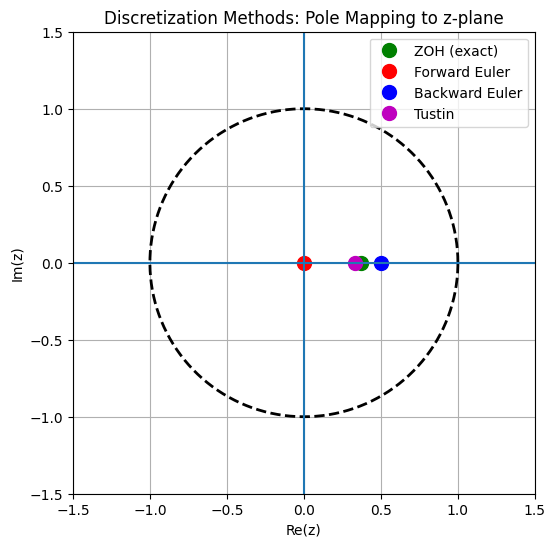 Discretization Methods: Pole Mapping to z-plane
ZOH (exact)
Forward Euler
Backward Euler
Tustin
Im(z)
1.5
1.0
0.5
0.0
−0.5
−1.0
−1.5
−1.5
−1.0
−0.5
0.0
0.5
1.0
1.5
Re(z)